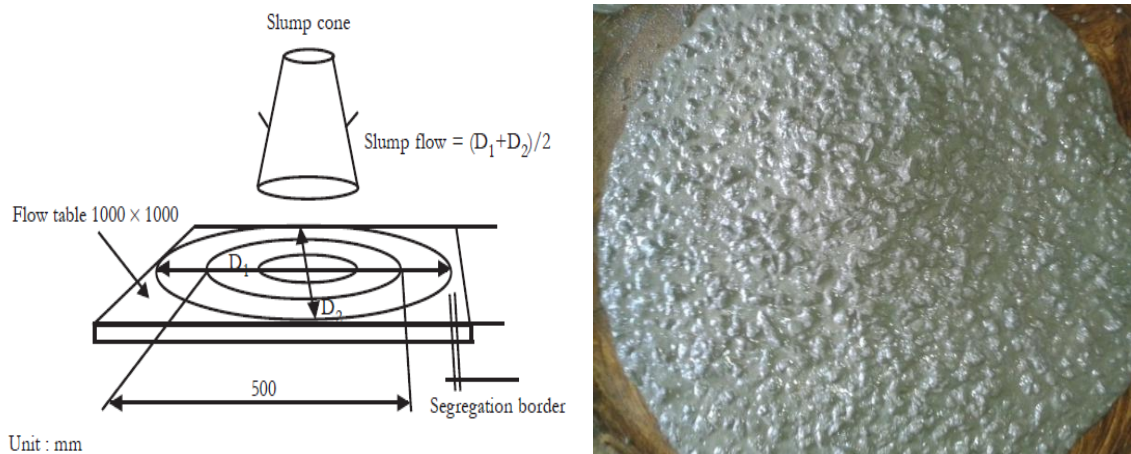 Slump cone
Slump flow = (D₁+D₂)/2
Flow table 1000 × 1000
D₁
D₂
500
Segregation border
Unit : mm